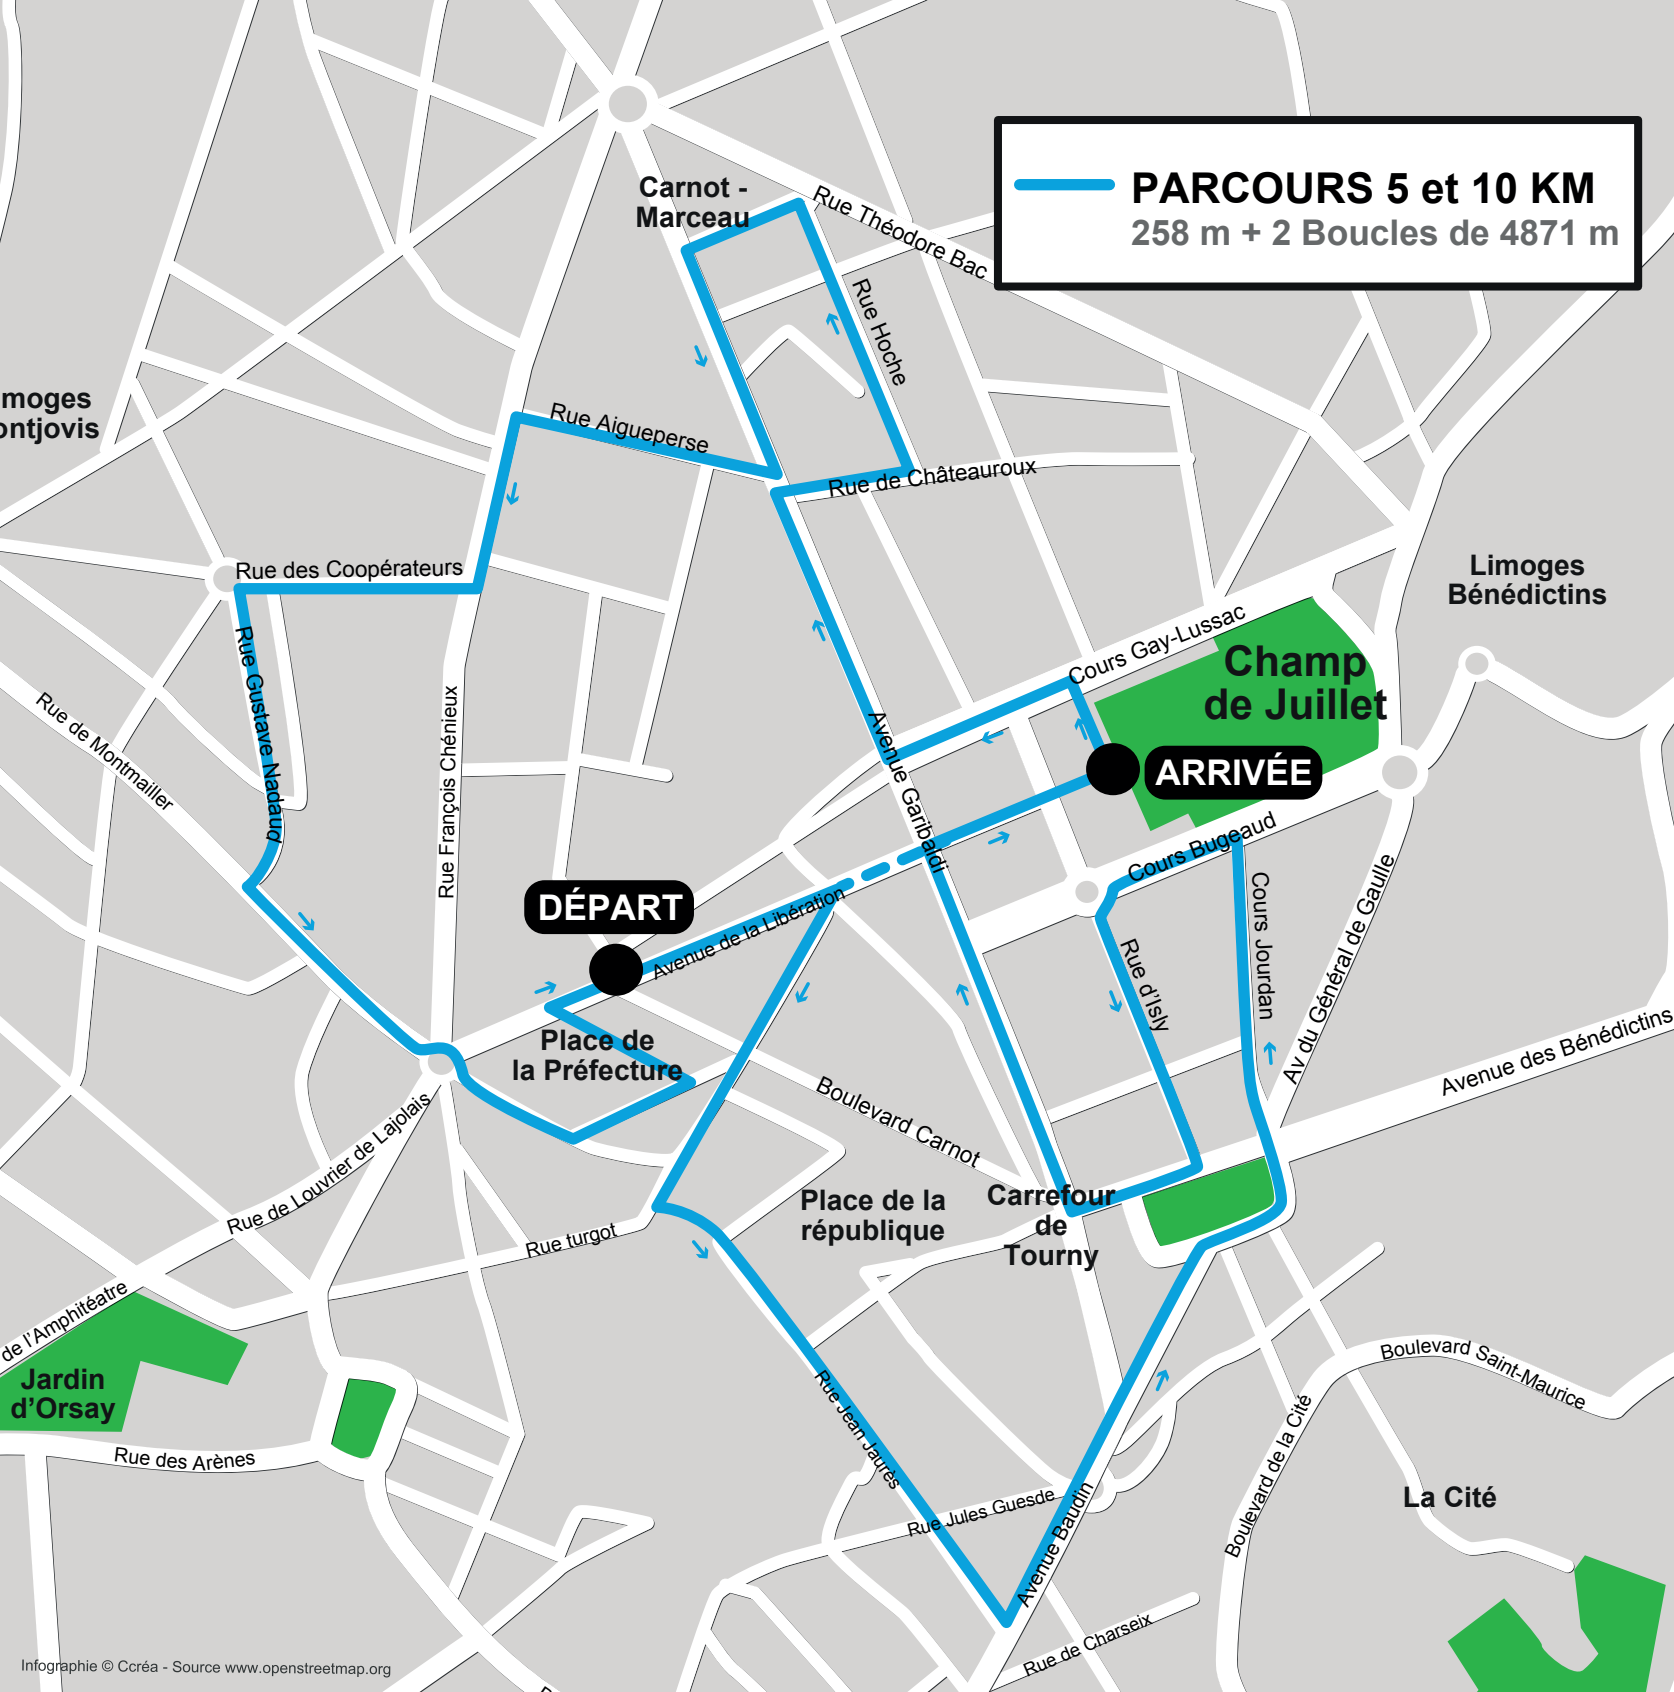 PARCOURS 5 et 10 KM
258 m + 2 Boucles de 4871 m
Carnot -
Marceau
Rue Théodore Bac
Rue Hoche
moges
ontjovis
Rue Aigueperse
Rue de Châteauroux
Rue des Coopérateurs
Limoges
Bénédictins
Cours Gay-Lussac
Champ
de Juillet
Rue Gustave Nadaud
Rue de Montmailler
Rue François Chénieux
Avenue Garibaldi
ARRIVÉE
Cours Bugeaud
DÉPART
Avenue de la Libération
Cours Jourdan
Av du Général de Gaulle
Rue d'Isly
Place de
la Préfecture
Avenue des Bénédictins
Boulevard Carnot
Rue de Louvrier de Lajolais
Place de la
république
Carrefour
de
Tourny
Rue turgot
de l'Amphitéatre
Jardin
d'Orsay
Rue des Arènes
Rue Jean Jaurès
Boulevard Saint-Maurice
Boulevard de la Cité
La Cité
Rue Jules Guesde
Avenue Baudin
Rue de Charseix
Infographie © Ccréa - Source www.openstreetmap.org